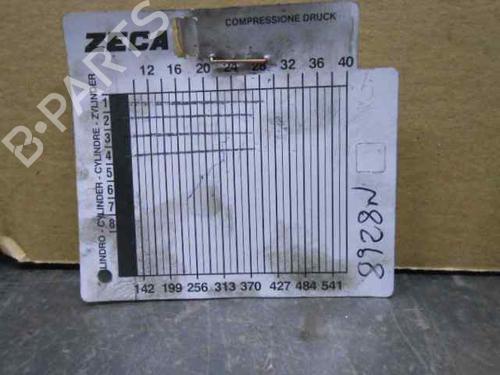 ZECA
COMPRESSIONE DRUCK
12 16 20 24 28 32 36 40
LINDRO - CYLINDER - CYLINDRE - ZYLINDER
1
2
3
4
5
6
7
8
142 199 256 313 370 427 484 541
8928N
B-PARTS